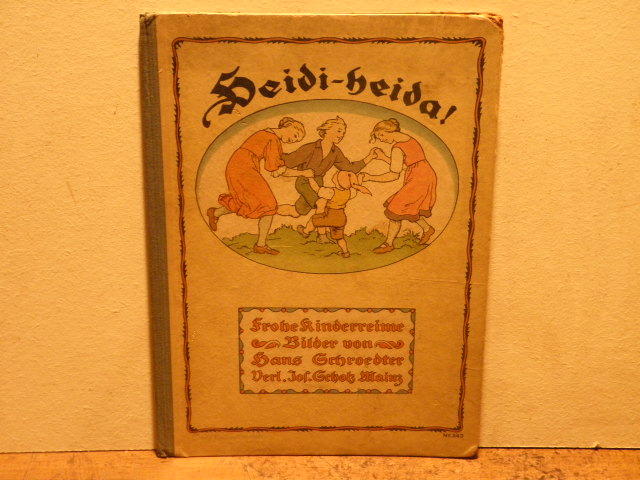 Heidi-heida!
Frohe Kinderreime
Bilder von
Hans Schroedter
Verl. Jos. Scholz Mainz